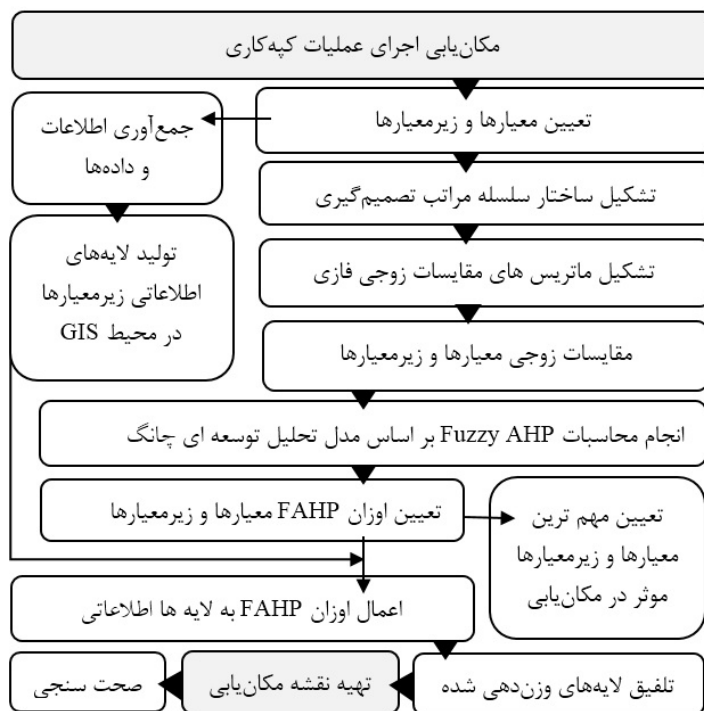 مکان‌یابی اجرای عملیات کپه‌کاری
تعیین معیارها و زیرمعیارها
جمع‌آوری اطلاعات
و داده‌ها
تشکیل ساختار سلسله مراتب تصمیم‌گیری
تولید لایه‌های
اطلاعاتی زیرمعیارها
در محیط GIS
تشکیل ماتریس های مقایسات زوجی فازی
مقایسات زوجی معیارها و زیرمعیارها
انجام محاسبات Fuzzy AHP بر اساس مدل تحلیل توسعه ای چانگ
تعیین اوزان FAHP معیارها و زیرمعیارها
تعیین مهم ترین
معیارها و زیرمعیارها
موثر در مکان‌یابی
اعمال اوزان FAHP به لایه ها اطلاعاتی
تلفیق لایه‌های وزن‌دهی شده
تهیه نقشه مکان‌یابی
صحت سنجی